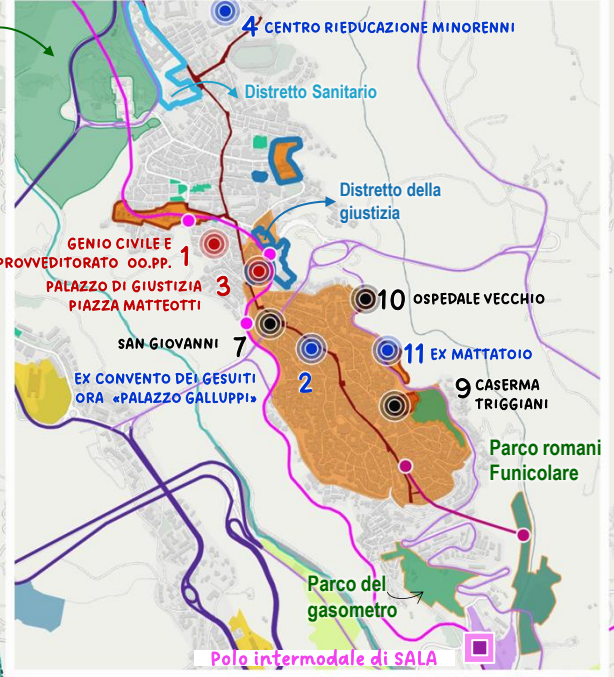 4 CENTRO RIEDUCAZIONE MINORENNI
Distretto Sanitario
Distretto della
giustizia
GENIO CIVILE E
PROVVEDITORATO OO.PP. 1
PALAZZO DI GIUSTIZIA 3
PIAZZA MATTEOTTI
10 OSPEDALE VECCHIO
SAN GIOVANNI 7
11 EX MATTATOIO
EX CONVENTO DEI GESUITI 2
ORA «PALAZZO GALLUPPI»
9 CASERMA
TRIGGIANI
Parco romani
Funicolare
Parco del
gasometro
Polo intermodale di SALA